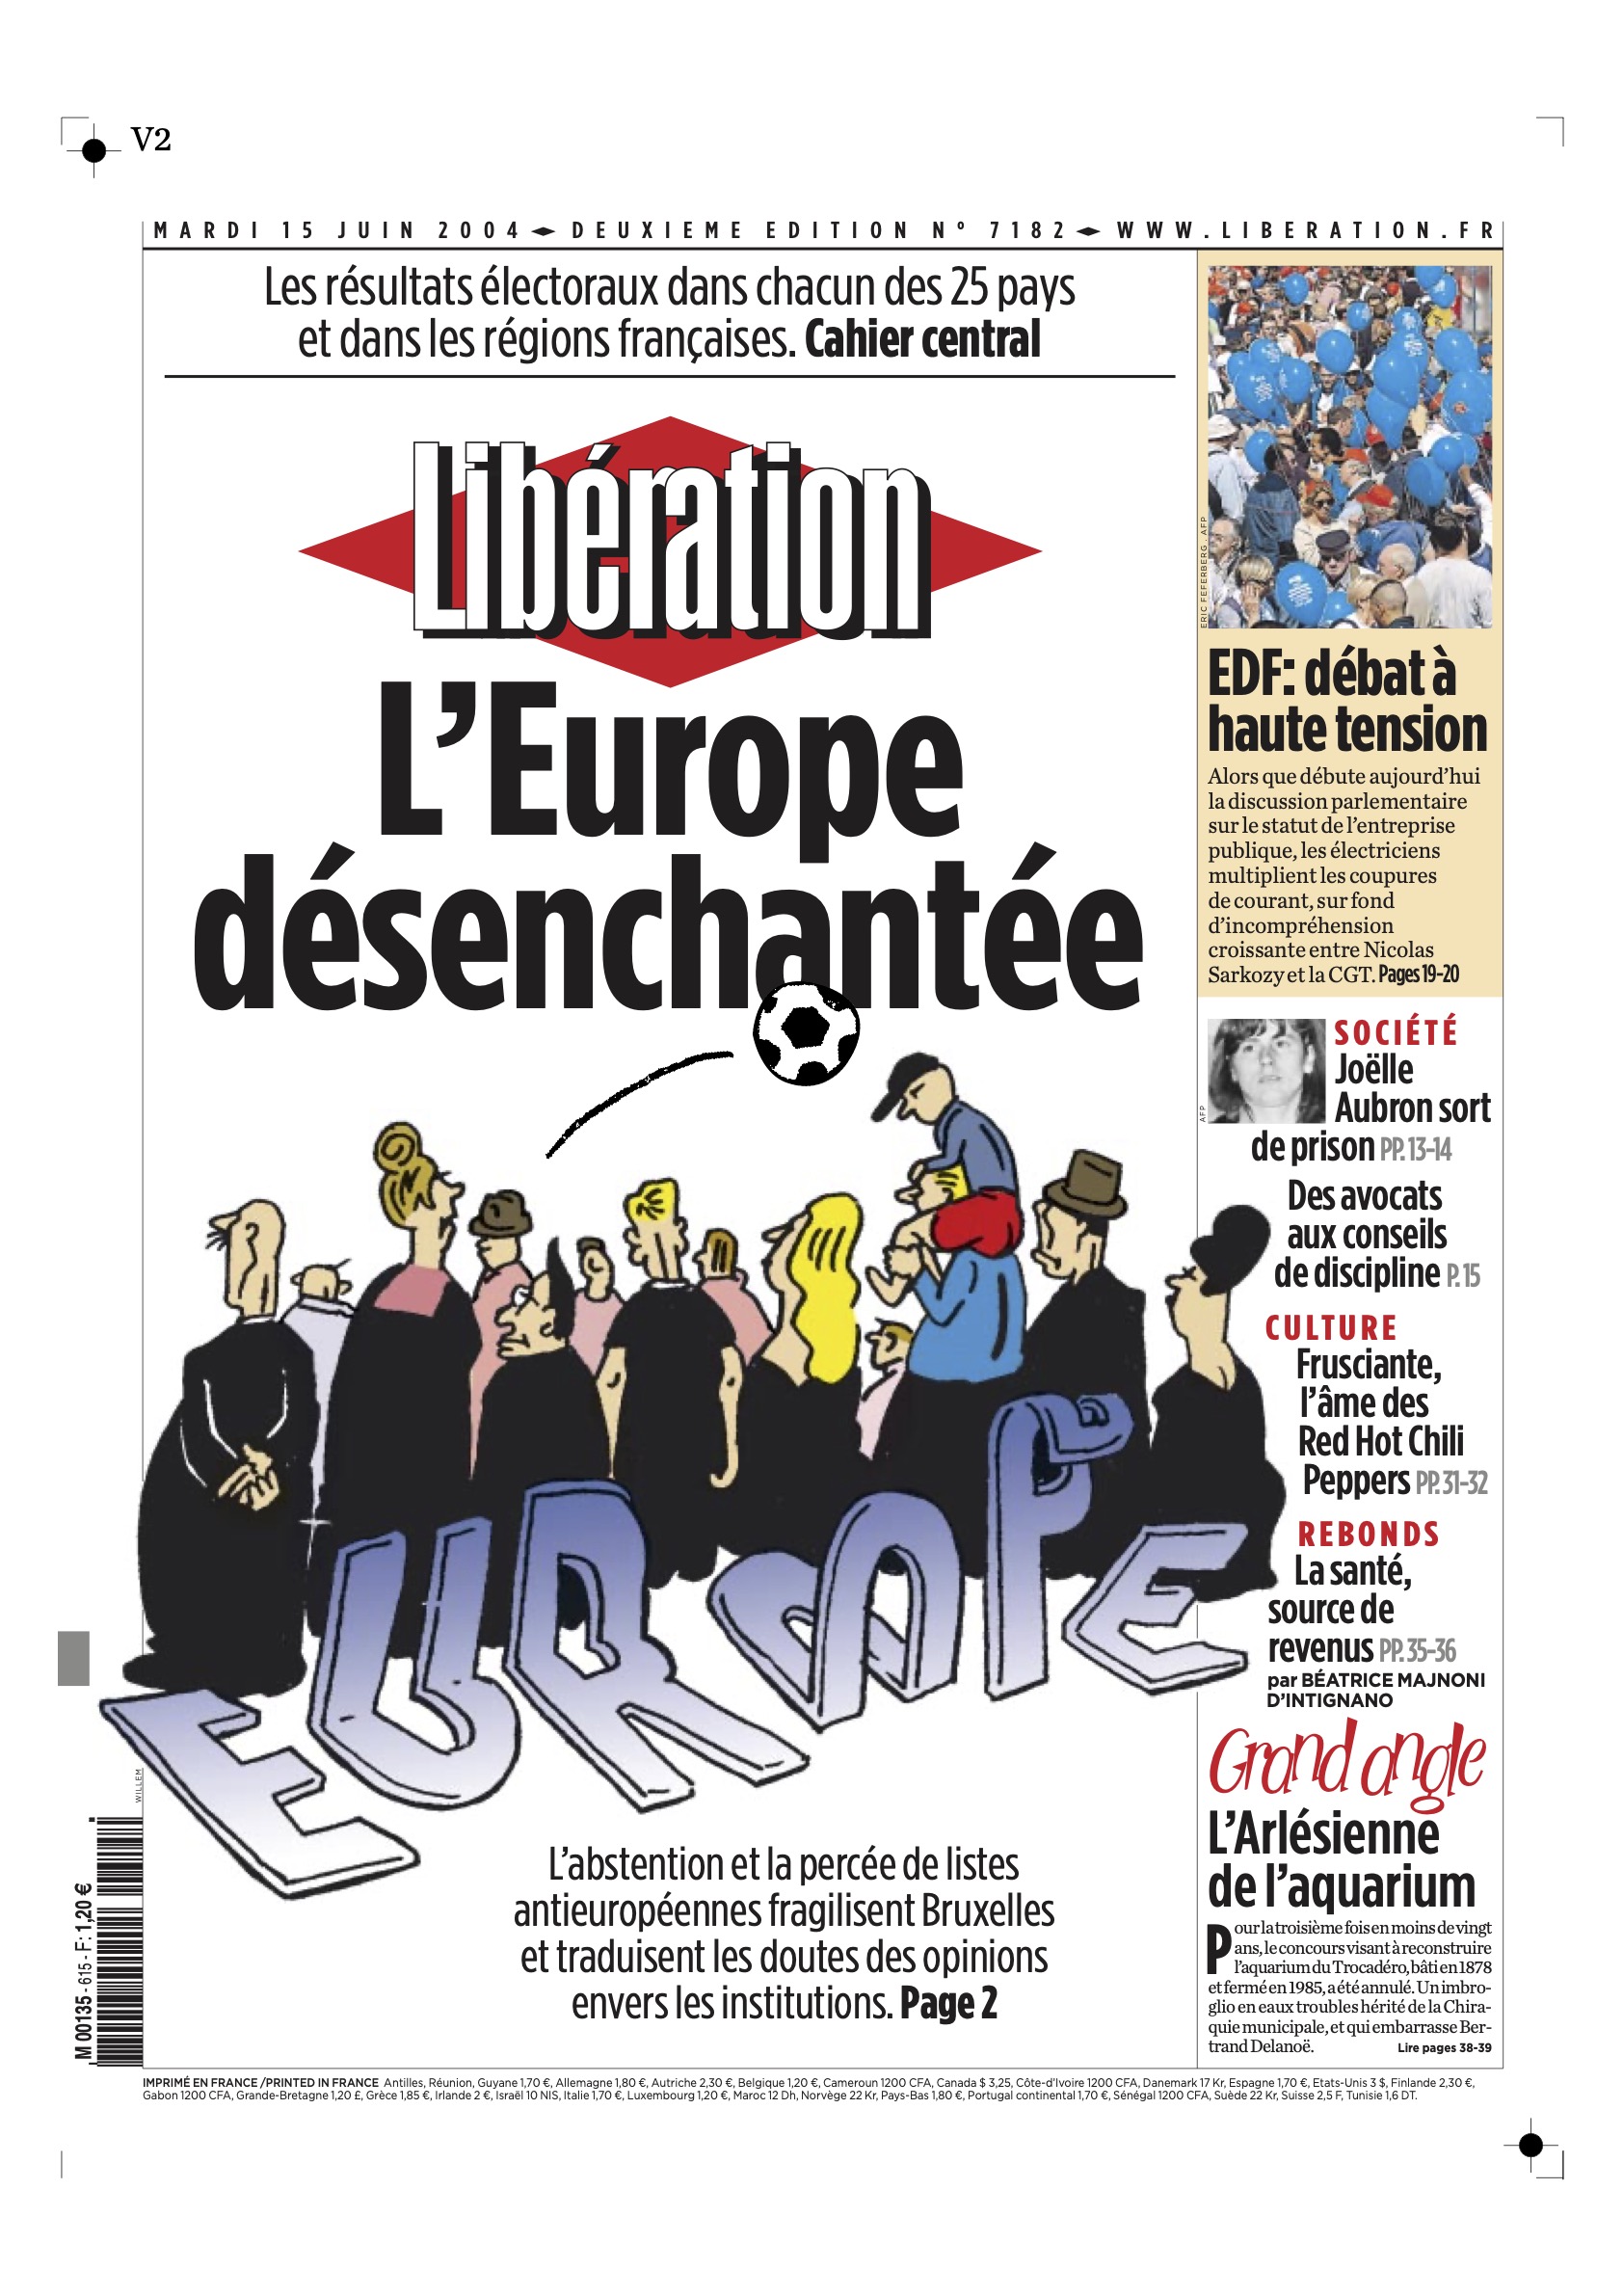 V2
MARDI 15 JUIN 2004 ◂▸ DEUXIEME EDITION N° 7182 ◂▸ WWW.LIBERATION.FR
Les résultats électoraux dans chacun des 25 pays
et dans les régions françaises. Cahier central
Libération
L’Europe
désenchantée
EUROPE
WILLEM
L’abstention et la percée de listes
antieuropéennes fragilisent Bruxelles
et traduisent les doutes des opinions
envers les institutions. Page 2
M 00135 - 615 - F: 1,20 €
ERIC FEFERBERG . AFP
EDF: débat à
haute tension
Alors que débute aujourd’hui
la discussion parlementaire
sur le statut de l’entreprise
publique, les électriciens
multiplient les coupures
de courant, sur fond
d’incompréhension
croissante entre Nicolas
Sarkozy et la CGT. Pages 19-20
AFP
SOCIÉTÉ
Joëlle
Aubron sort
de prison PP. 13-14
Des avocats
aux conseils
de discipline P. 15
CULTURE
Frusciante,
l’âme des
Red Hot Chili
Peppers PP. 31-32
REBONDS
La santé,
source de
revenus PP. 35-36
par BÉATRICE MAJNONI
D’INTIGNANO
Grand angle
L’Arlésienne
de l’aquarium
Pour la troisième fois en moins de vingt
ans, le concours visant à reconstruire
l’aquarium du Trocadéro, bâti en 1878
et fermé en 1985, a été annulé. Un imbro-
glio en eaux troubles hérité de la Chira-
quie municipale, et qui embarrasse Ber-
trand Delanoë. Lire pages 38-39
IMPRIMÉ EN FRANCE /PRINTED IN FRANCE Antilles, Réunion, Guyane 1,70 €, Allemagne 1,80 €, Autriche 2,30 €, Belgique 1,20 €, Cameroun 1200 CFA, Canada $ 3,25, Côte-d’Ivoire 1200 CFA, Danemark 17 Kr, Espagne 1,70 €, Etats-Unis 3 $, Finlande 2,30 €,
Gabon 1200 CFA, Grande-Bretagne 1,20 £, Grèce 1,85 €, Irlande 2 €, Israël 10 NIS, Italie 1,70 €, Luxembourg 1,20 €, Maroc 12 Dh, Norvège 22 Kr, Pays-Bas 1,80 €, Portugal continental 1,70 €, Sénégal 1200 CFA, Suède 22 Kr, Suisse 2,5 F, Tunisie 1,6 DT.